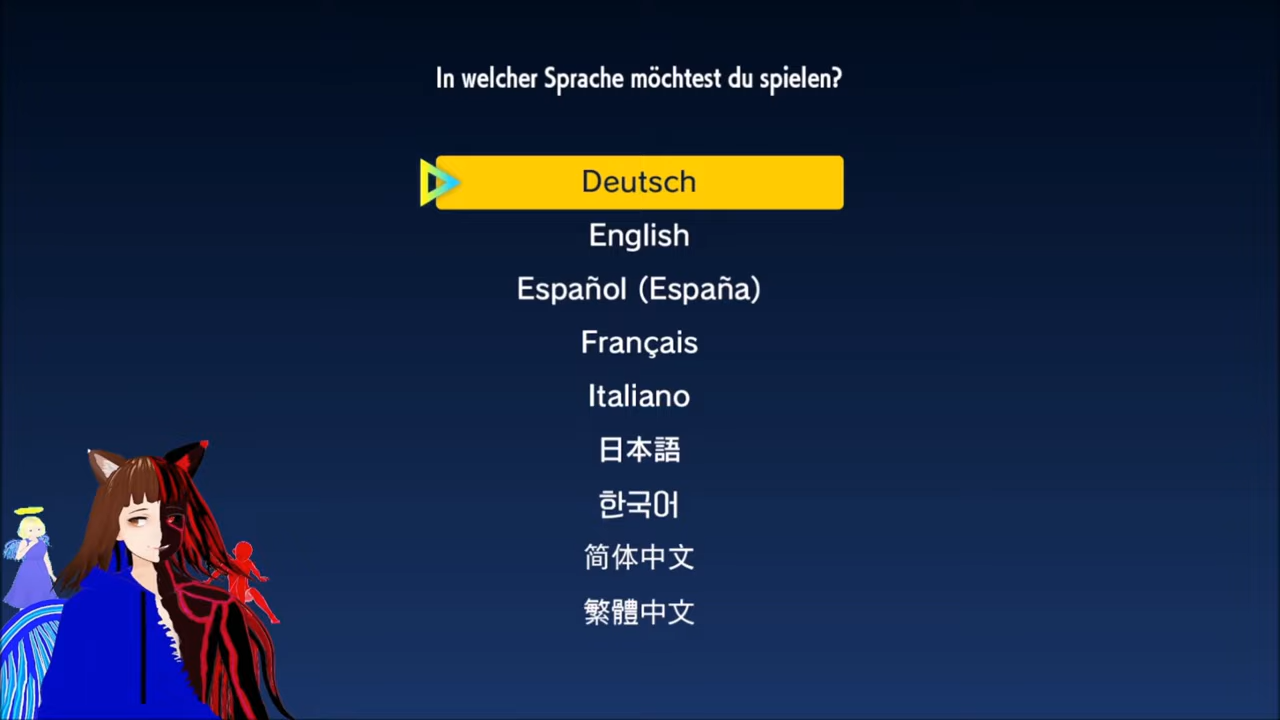 In welcher Sprache möchtest du spielen?
Deutsch
English
Español (España)
Français
Italiano
日本語
한국어
简体中文
繁體中文